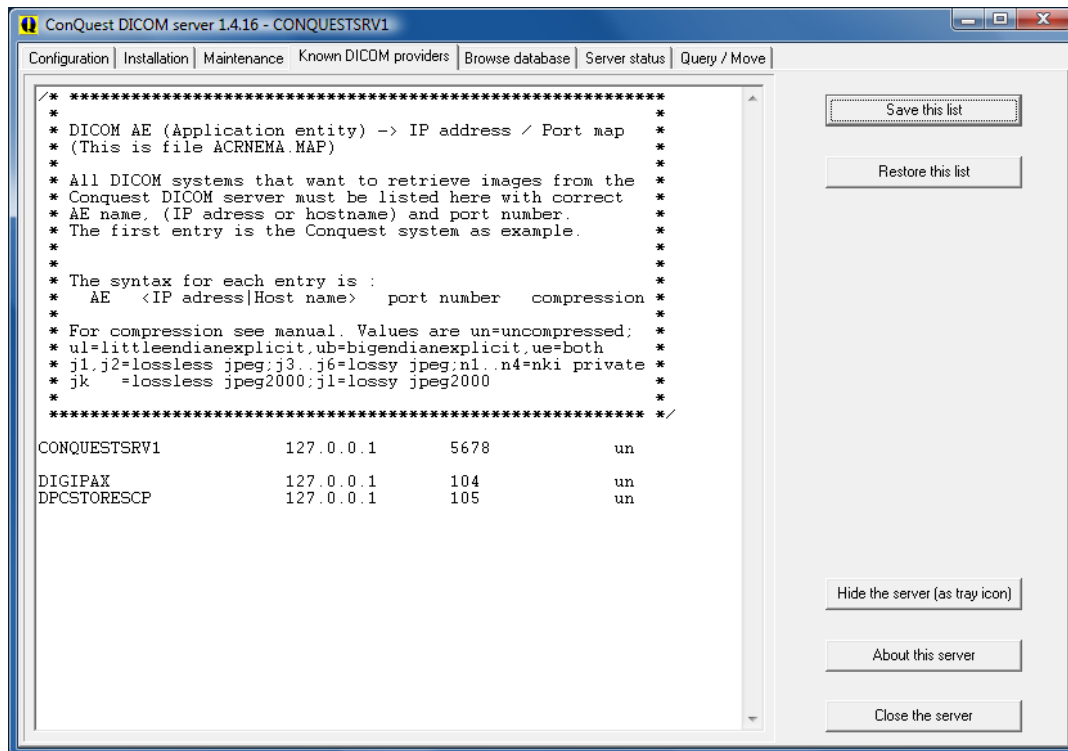 ConQuest DICOM server 1.4.16 - CONQUESTSRV1
Configuration Installation Maintenance Known DICOM providers Browse database Server status Query / Move
/* **********************************************************
* *
* DICOM AE (Application entity) -> IP address / Port map *
* (This is file ACRNEMA.MAP) *
* *
* All DICOM systems that want to retrieve images from the *
* Conquest DICOM server must be listed here with correct *
* AE name, (IP adress or hostname) and port number. *
* The first entry is the Conquest system as example. *
* *
* *
* The syntax for each entry is : *
* AE <IP adress|Host name> port number compression *
* *
* For compression see manual. Values are un=uncompressed; *
* ul=littleendianexplicit,ub=bigendianexplicit,ue=both *
* j1,j2=lossless jpeg;j3..j6=lossy jpeg;n1..n4=nki private *
* jk =lossless jpeg2000;jl=lossy jpeg2000 *
* *
********************************************************** */
CONQUESTSRV1 127.0.0.1 5678 un
DIGIPAX 127.0.0.1 104 un
DPCSTORESCP 127.0.0.1 105 un
Save this list
Restore this list
Hide the server (as tray icon)
About this server
Close the server